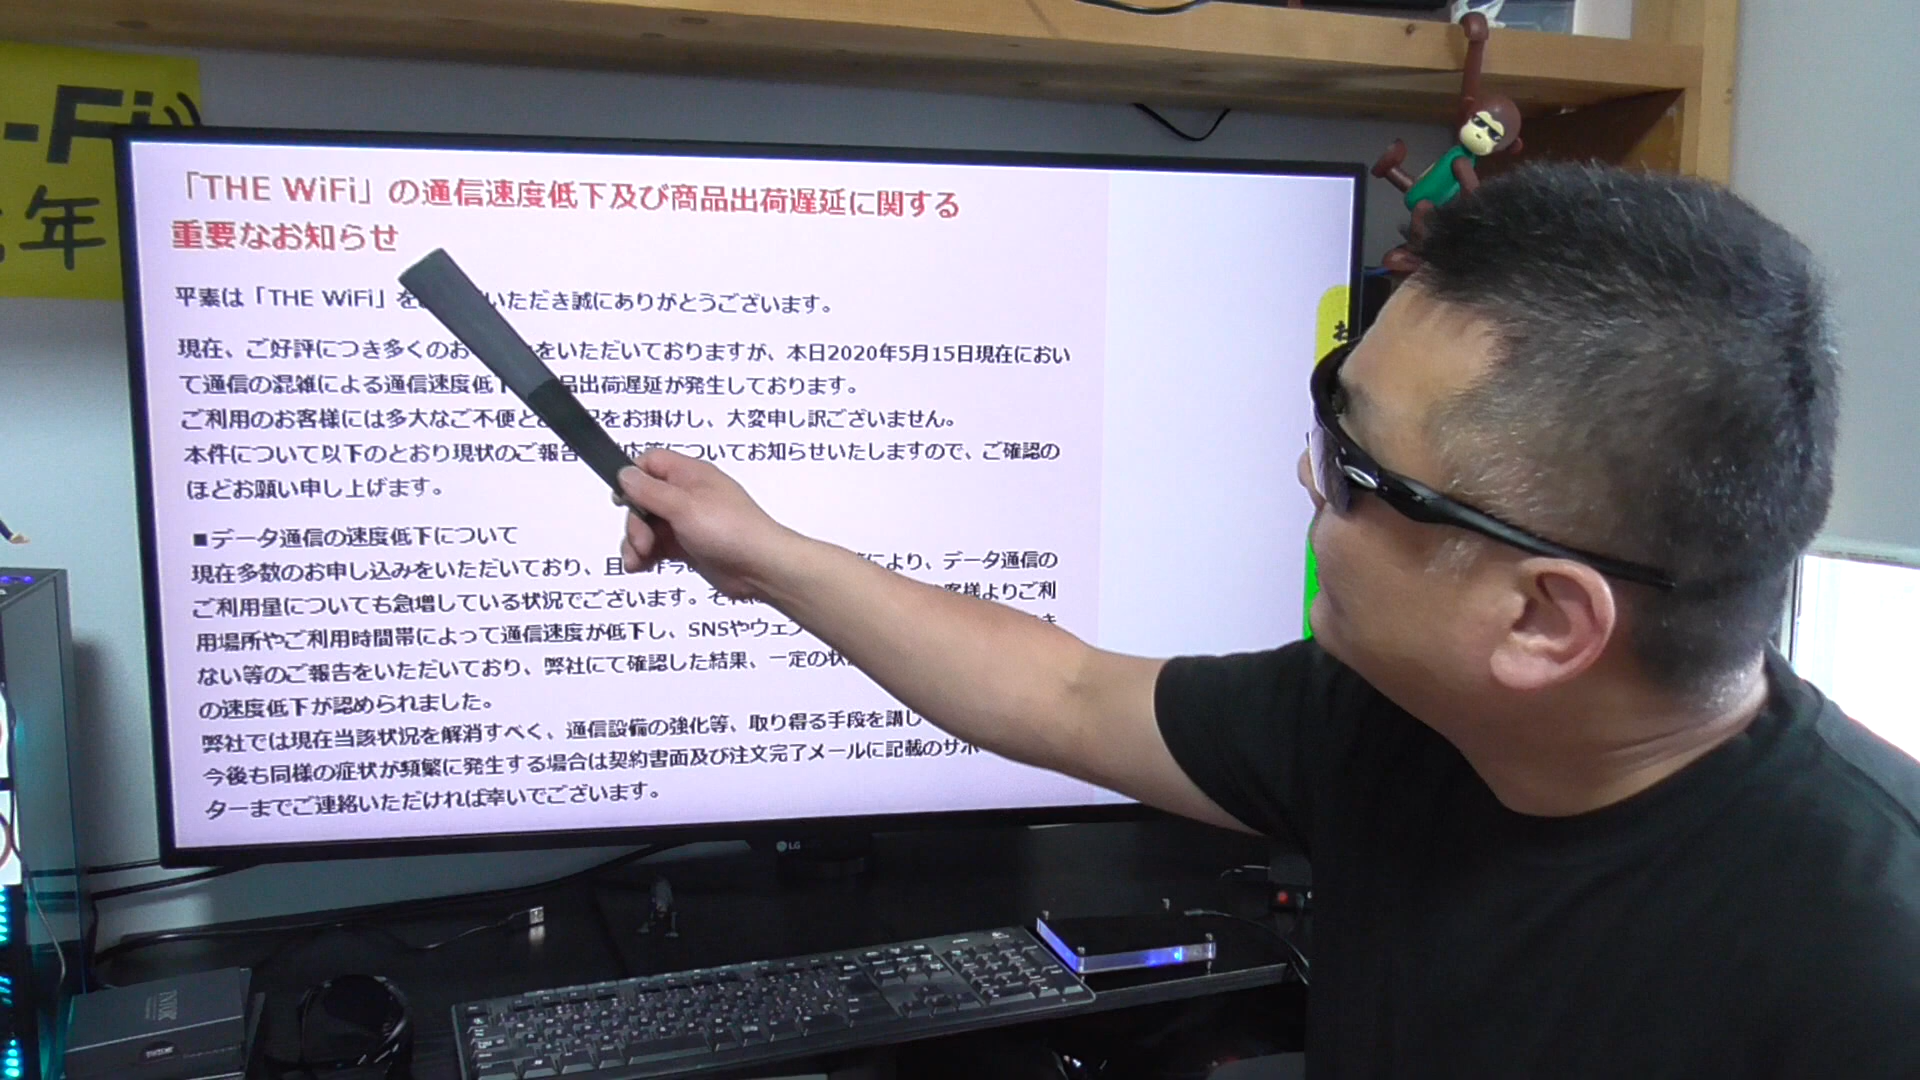 -Fi
年
「THE WiFi」の通信速度低下及び商品出荷遅延に関する
重要なお知らせ
平素は「THE WiFi」を いただき誠にありがとうございます。
現在、ご好評につき多くのお をいただいておりますが、本日2020年5月15日現在におい
て通信の混雑による通信速度低下 品出荷遅延が発生しております。
ご利用のお客様には多大なご不便と をお掛けし、大変申し訳ございません。
本件について以下のとおり現状のご報告 応等についてお知らせいたしますので、ご確認の
ほどお願い申し上げます。
■データ通信の速度低下について
現在多数のお申し込みをいただいており、且 により、データ通信の
ご利用量についても急増している状況でございます。 客様よりご利
用場所やご利用時間帯によって通信速度が低下し、SNSやウェブ
ない等のご報告をいただいており、弊社にて確認した結果、一定の状
の速度低下が認められました。
弊社では現在当該状況を解消すべく、通信設備の強化等、取り得る手段を講じ
今後も同様の症状が頻繁に発生する場合は契約書面及び注文完了メールに記載のサポー
ターまでご連絡いただければ幸いでございます。
LG